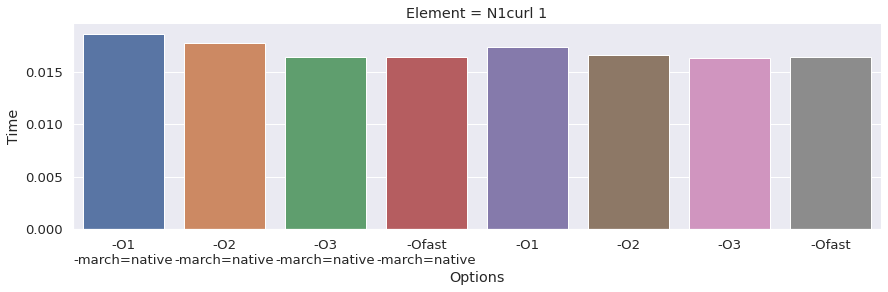 Element = N1curl 1
Time
0.015
0.010
0.005
0.000
-O1 -O2 -O3 -Ofast -O1 -O2 -O3 -Ofast
-march=native -march=native -march=native -march=native
Options